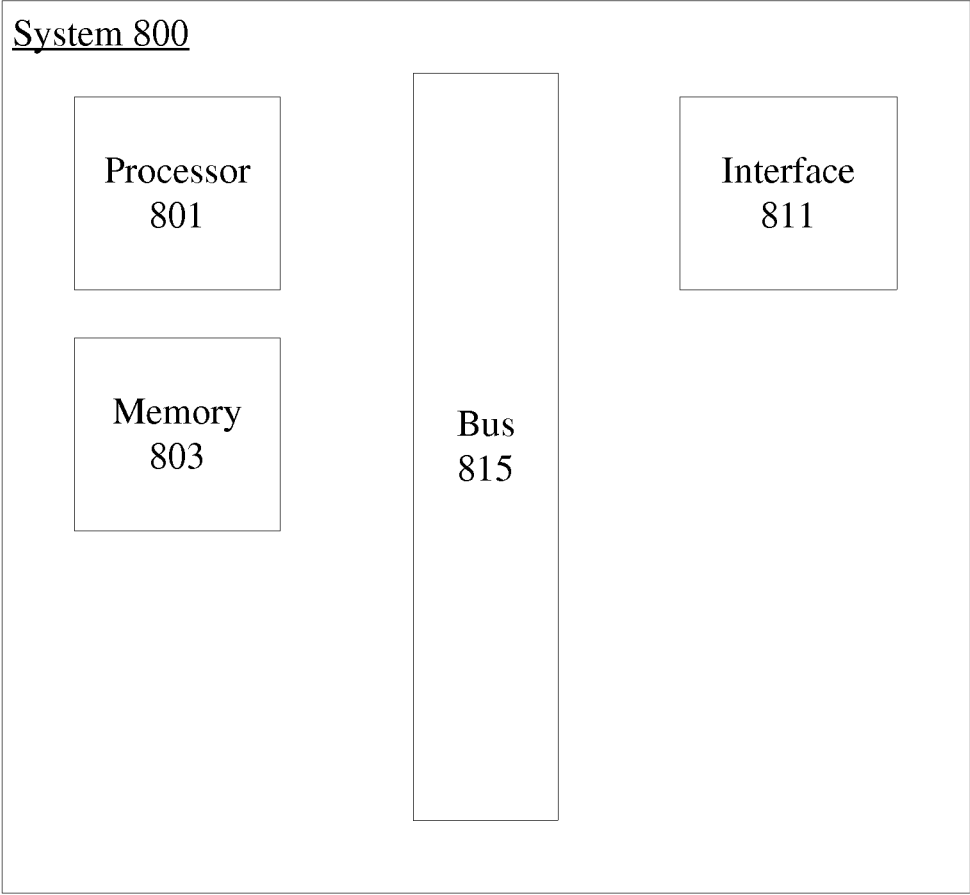 System 800
Processor
801
Interface
811
Memory
803
Bus
815